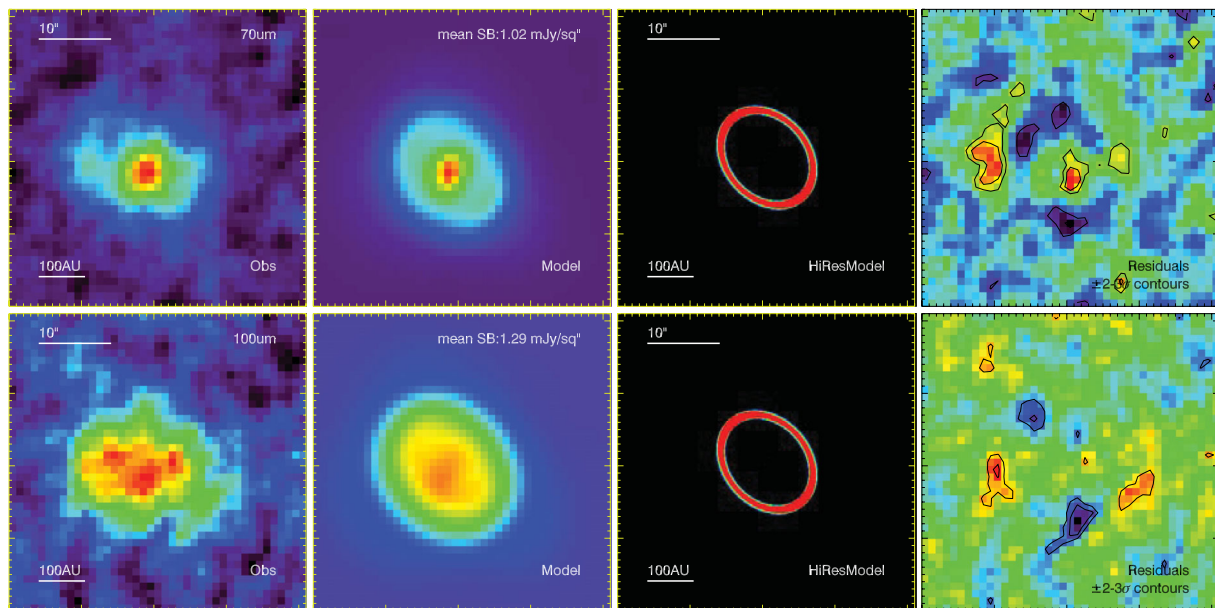 10" 70um
100AU Obs
mean SB:1.02 mJy/sq"
Model
10"
100AU HiResModel
Residuals
±2-3σ contours
10" 100um
100AU Obs
mean SB:1.29 mJy/sq"
Model
10"
100AU HiResModel
Residuals
±2-3σ contours